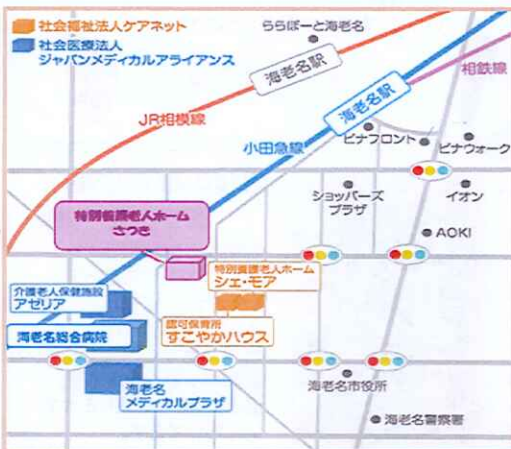 社会福祉法人ケアネット
社会医療法人
ジャパンメディカルアライアンス
ららぽーと海老名
海老名駅
海老名駅
相鉄線
JR相模線
小田急線
ビナフロント
ビナウォーク
ショッパーズ
プラザ
イオン
特別養護老人ホーム
さつき
AOKI
特別養護老人ホーム
シェ・モア
介護老人保健施設
アゼリア
認可保育所
すこやかハウス
海老名総合病院
海老名
メディカルプラザ
海老名市役所
海老名警察署